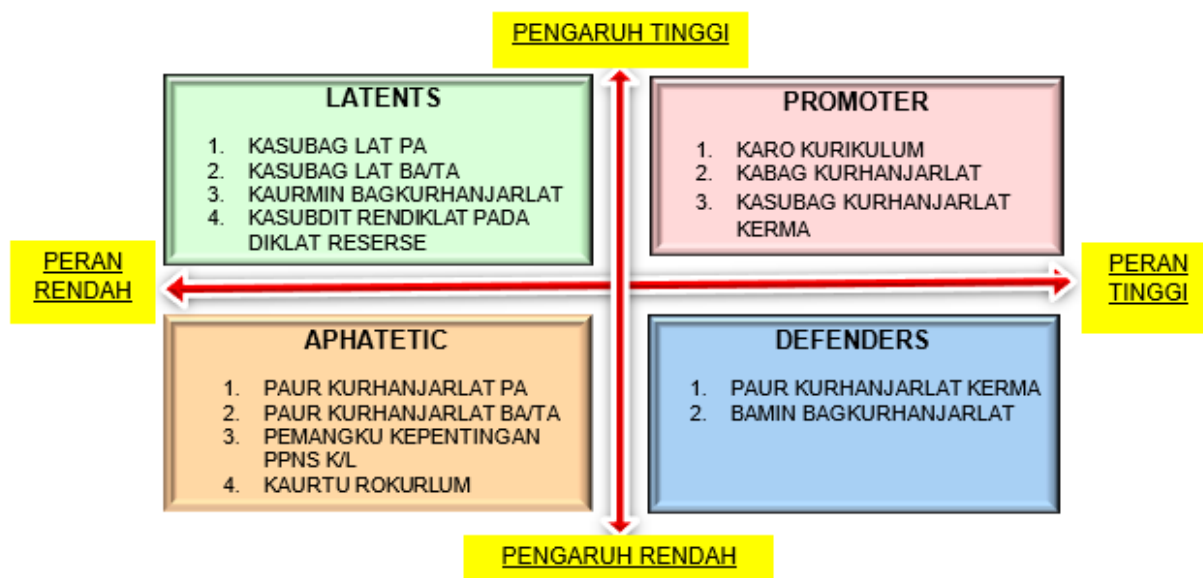 PENGARUH TINGGI
LATENTS
1. KASUBAG LAT PA
2. KASUBAG LAT BA/TA
3. KAURMIN BAGKURHANJARLAT
4. KASUBDIT RENDIKLAT PADA
DIKLAT RESERSE
PROMOTER
1. KARO KURIKULUM
2. KABAG KURHANJARLAT
3. KASUBAG KURHANJARLAT
KERMA
PERAN
RENDAH
PERAN
TINGGI
APHATETIC
1. PAUR KURHANJARLAT PA
2. PAUR KURHANJARLAT BA/TA
3. PEMANGKU KEPENTINGAN
PPNS K/L
4. KAURTU ROKURLUM
DEFENDERS
1. PAUR KURHANJARLAT KERMA
2. BAMIN BAGKURHANJARLAT
PENGARUH RENDAH